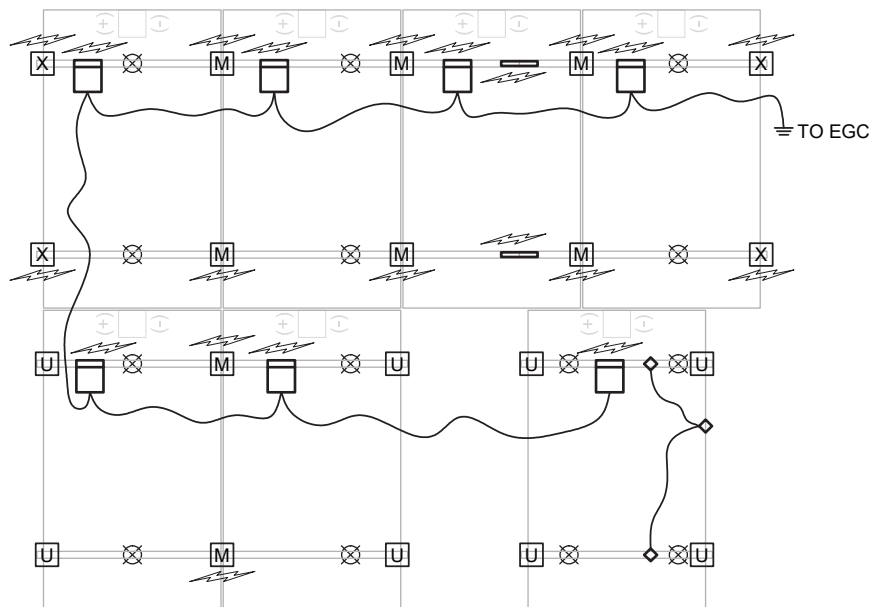 (+) (-) (+) (-) (+) (-) (+) (-)
X M M M X
TO EGC
X M M M X
(+) (-) (+) (-) (+) (-)
U M U U U
U M U U U